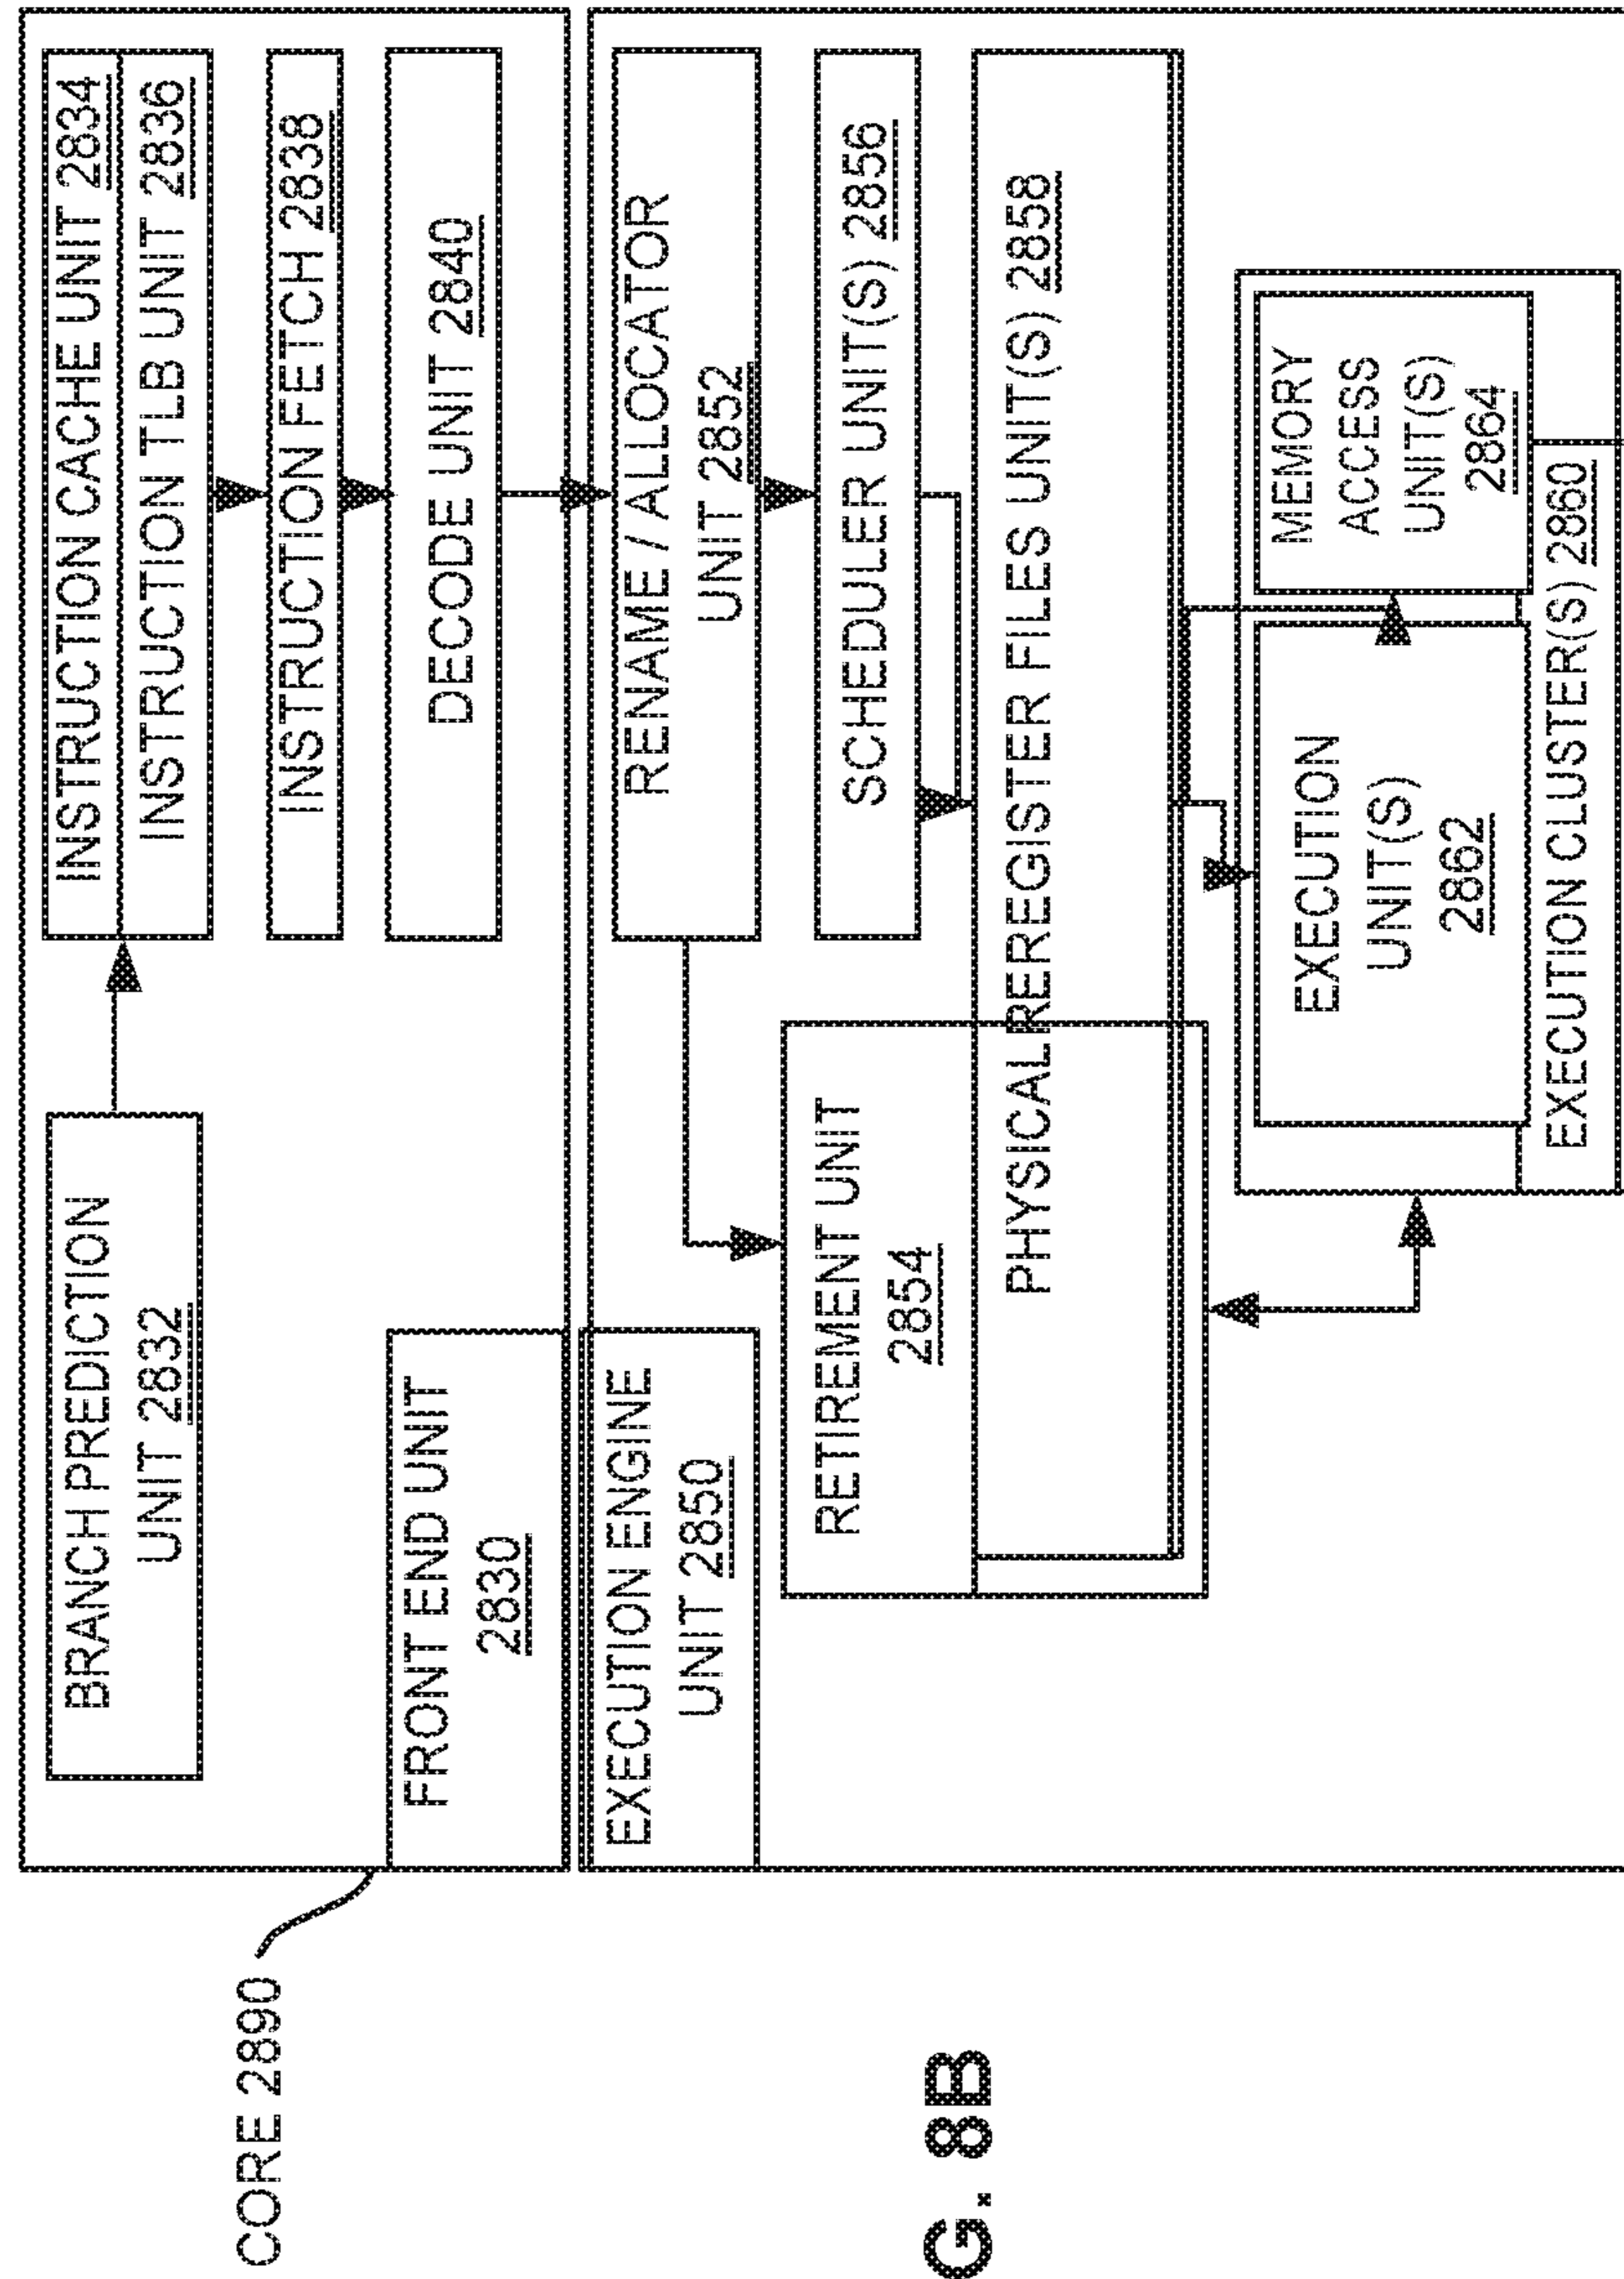 CORE 2890
BRANCH PREDICTION
UNIT 2832
INSTRUCTION CACHE UNIT 2834
INSTRUCTION TLB UNIT 2836
INSTRUCTION FETCH 2838
DECODE UNIT 2840
FRONT END UNIT
2830
EXECUTION ENGINE
UNIT 2850
RENAME / ALLOCATOR
UNIT 2852
SCHEDULER UNIT(S) 2856
RETIREMENT UNIT
2854
PHYSICAL REGISTER FILES UNIT(S) 2858
EXECUTION
UNIT(S)
2862
MEMORY
ACCESS
UNIT(S)
2864
EXECUTION CLUSTER(S) 2860
G. 8B